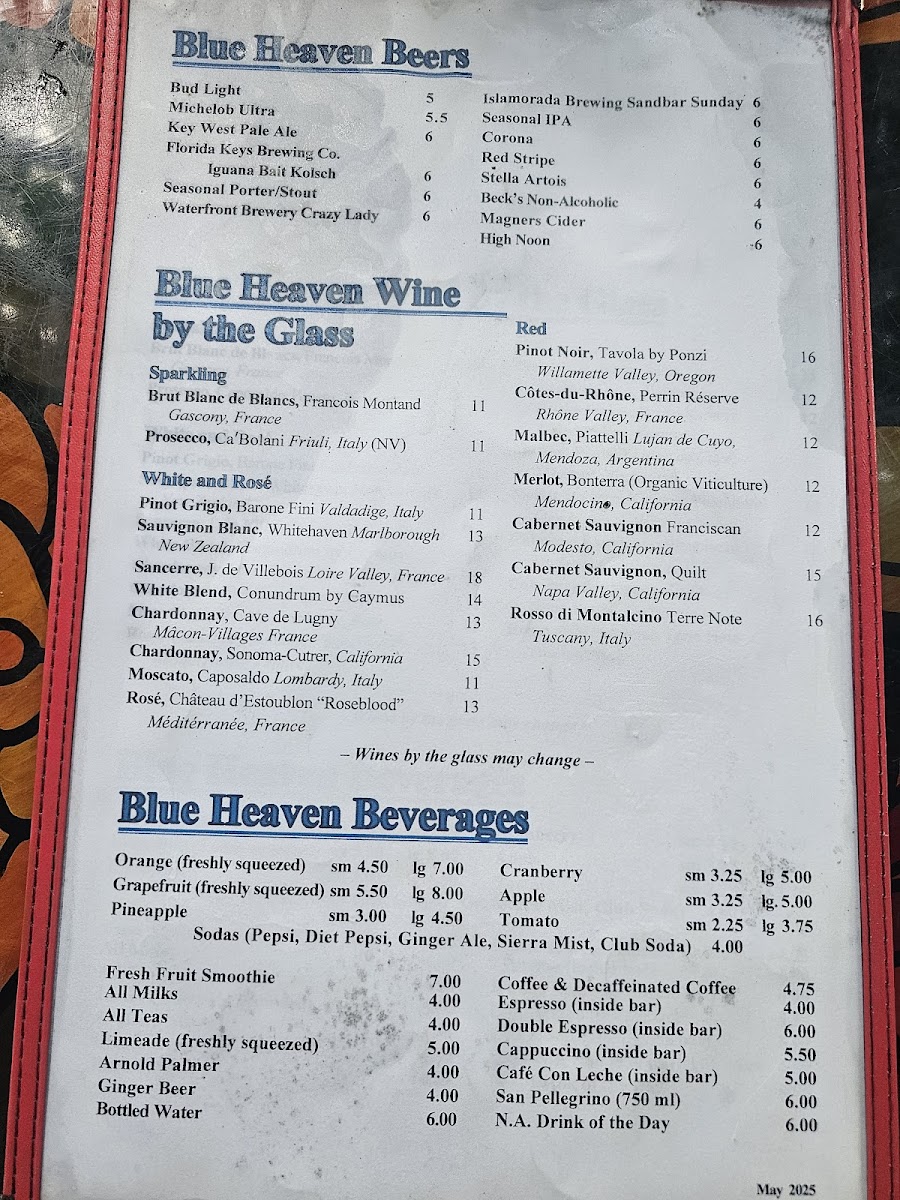 Blue Heaven Beers
Bud Light 5
Michelob Ultra 5.5
Key West Pale Ale 6
Florida Keys Brewing Co.
Iguana Bait Kolsch 6
Seasonal Porter/Stout 6
Waterfront Brewery Crazy Lady 6
Islamorada Brewing Sandbar Sunday 6
Seasonal IPA 6
Corona 6
Red Stripe 6
Stella Artois 6
Beck's Non-Alcoholic 4
Magners Cider 6
High Noon 6
Blue Heaven Wine
by the Glass
Sparkling
Brut Blanc de Blancs, Francois Montand 11
Gascony, France
Prosecco, Ca'Bolani Friuli, Italy (NV) 11
White and Rosé
Pinot Grigio, Barone Fini Valdadige, Italy 11
Sauvignon Blanc, Whitehaven Marlborough 13
New Zealand
Sancerre, J. de Villebois Loire Valley, France 18
White Blend, Conundrum by Caymus 14
Chardonnay, Cave de Lugny 13
Mâcon-Villages France
Chardonnay, Sonoma-Cutrer, California 15
Moscato, Caposaldo Lombardy, Italy 11
Rosé, Château d'Estoublon "Roseblood" 13
Méditérranée, France
Red
Pinot Noir, Tavola by Ponzi 16
Willamette Valley, Oregon
Côtes-du-Rhône, Perrin Réserve 12
Rhône Valley, France
Malbec, Piattelli Lujan de Cuyo, 12
Mendoza, Argentina
Merlot, Bonterra (Organic Viticulture) 12
Mendocino, California
Cabernet Sauvignon Franciscan 12
Modesto, California
Cabernet Sauvignon, Quilt 15
Napa Valley, California
Rosso di Montalcino Terre Note 16
Tuscany, Italy
– Wines by the glass may change –
Blue Heaven Beverages
Orange (freshly squeezed) sm 4.50 lg 7.00
Grapefruit (freshly squeezed) sm 5.50 lg 8.00
Pineapple sm 3.00 lg 4.50
Cranberry sm 3.25 lg 5.00
Apple sm 3.25 lg. 5.00
Tomato sm 2.25 lg 3.75
Sodas (Pepsi, Diet Pepsi, Ginger Ale, Sierra Mist, Club Soda) 4.00
Fresh Fruit Smoothie 7.00
All Milks 4.00
All Teas 4.00
Limeade (freshly squeezed) 5.00
Arnold Palmer 4.00
Ginger Beer 4.00
Bottled Water 6.00
Coffee & Decaffeinated Coffee 4.75
Espresso (inside bar) 4.00
Double Espresso (inside bar) 6.00
Cappuccino (inside bar) 5.50
Café Con Leche (inside bar) 5.00
San Pellegrino (750 ml) 6.00
N.A. Drink of the Day 6.00
May 2025